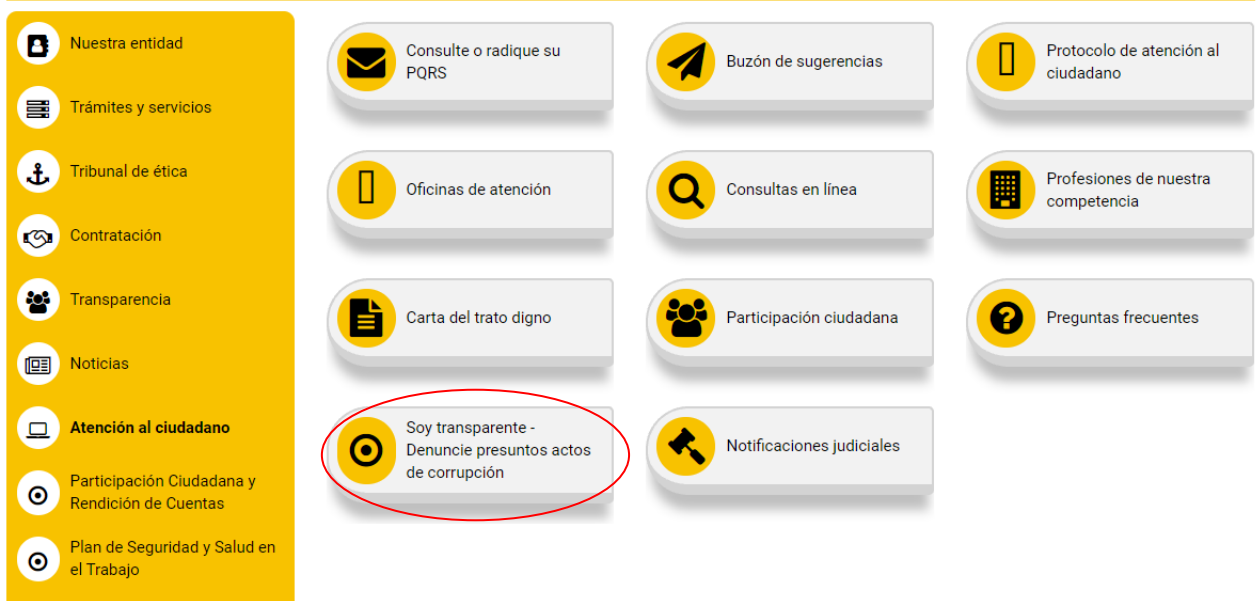 Nuestra entidad
Trámites y servicios
Tribunal de ética
Contratación
Transparencia
Noticias
Atención al ciudadano
Participación Ciudadana y
Rendición de Cuentas
Plan de Seguridad y Salud en
el Trabajo
Consulte o radique su
PQRS
Buzón de sugerencias
Protocolo de atención al
ciudadano
Oficinas de atención
Consultas en línea
Profesiones de nuestra
competencia
Carta del trato digno
Participación ciudadana
Preguntas frecuentes
Soy transparente -
Denuncie presuntos actos
de corrupción
Notificaciones judiciales